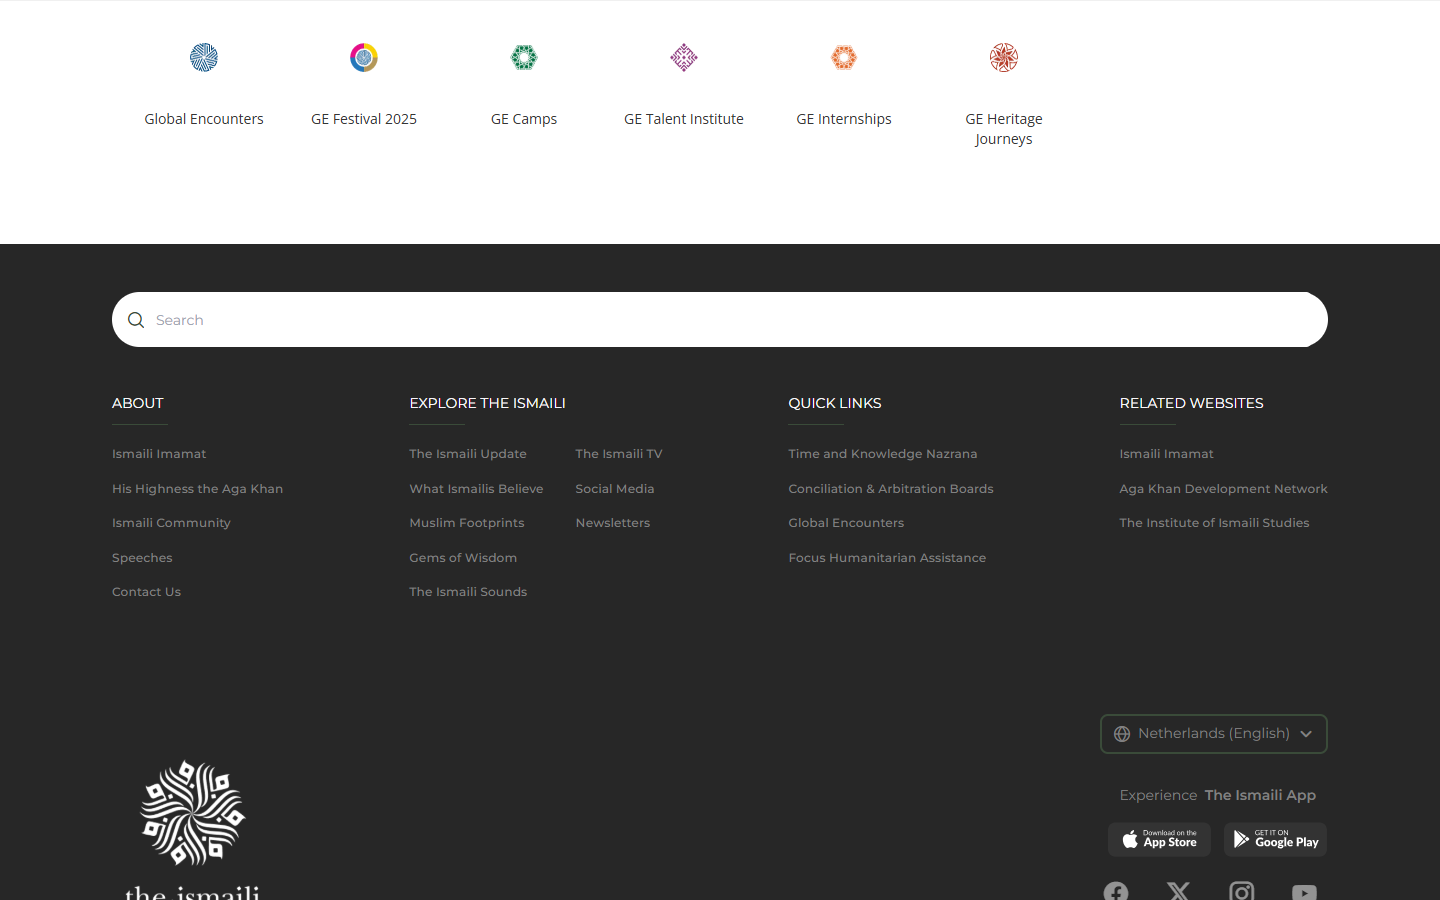 Global Encounters
GE Festival 2025
GE Camps
GE Talent Institute
GE Internships
GE Heritage
Journeys
Search
ABOUT
Ismaili Imamat
His Highness the Aga Khan
Ismaili Community
Speeches
Contact Us
EXPLORE THE ISMAILI
The Ismaili Update
What Ismailis Believe
Muslim Footprints
Gems of Wisdom
The Ismaili Sounds
The Ismaili TV
Social Media
Newsletters
QUICK LINKS
Time and Knowledge Nazrana
Conciliation & Arbitration Boards
Global Encounters
Focus Humanitarian Assistance
RELATED WEBSITES
Ismaili Imamat
Aga Khan Development Network
The Institute of Ismaili Studies
Netherlands (English)
Experience The Ismaili App
Download on the
App Store
GET IT ON
Google Play
the ismaili